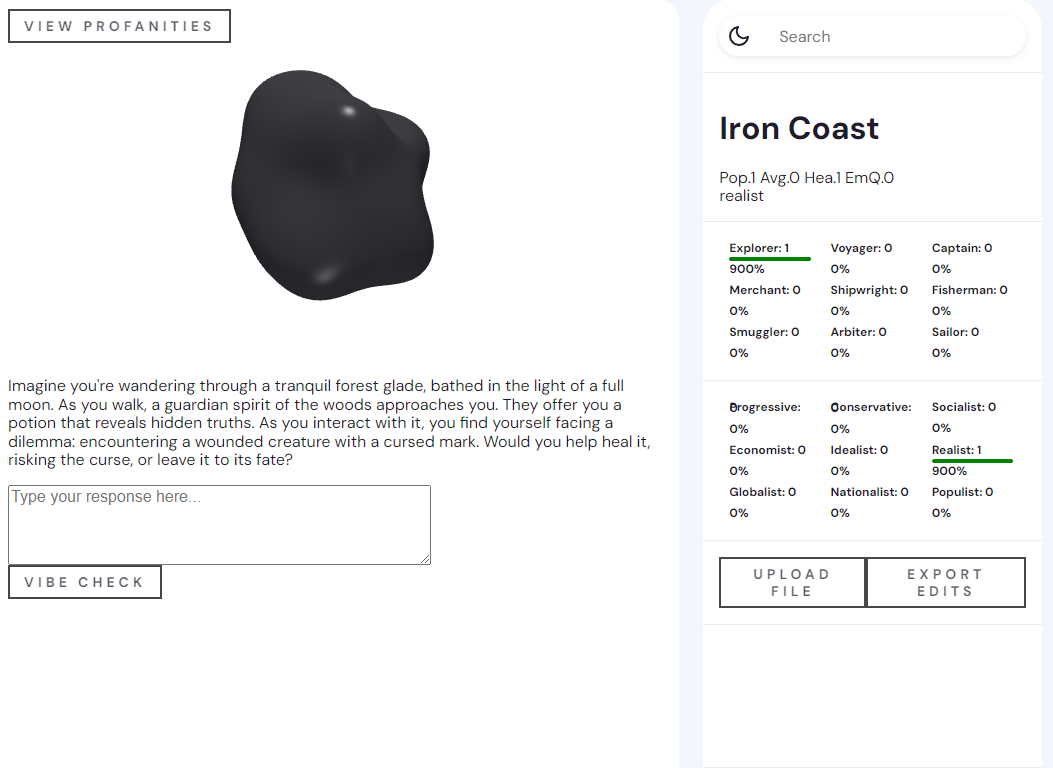 VIEW PROFANITIES
Imagine you're wandering through a tranquil forest glade, bathed in the light of a full
moon. As you walk, a guardian spirit of the woods approaches you. They offer you a
potion that reveals hidden truths. As you interact with it, you find yourself facing a
dilemma: encountering a wounded creature with a cursed mark. Would you help heal it,
risking the curse, or leave it to its fate?
Type your response here...
VIBE CHECK
Search
Iron Coast
Pop.1 Avg.0 Hea.1 EmQ.0
realist
Explorer: 1 Voyager: 0 Captain: 0
900% 0% 0%
Merchant: 0 Shipwright: 0 Fisherman: 0
0% 0% 0%
Smuggler: 0 Arbiter: 0 Sailor: 0
0% 0% 0%
Progressive: 0 Conservative: 0 Socialist: 0
0% 0% 0%
Economist: 0 Idealist: 0 Realist: 1
0% 0% 900%
Globalist: 0 Nationalist: 0 Populist: 0
0% 0% 0%
UPLOAD FILE
EXPORT EDITS